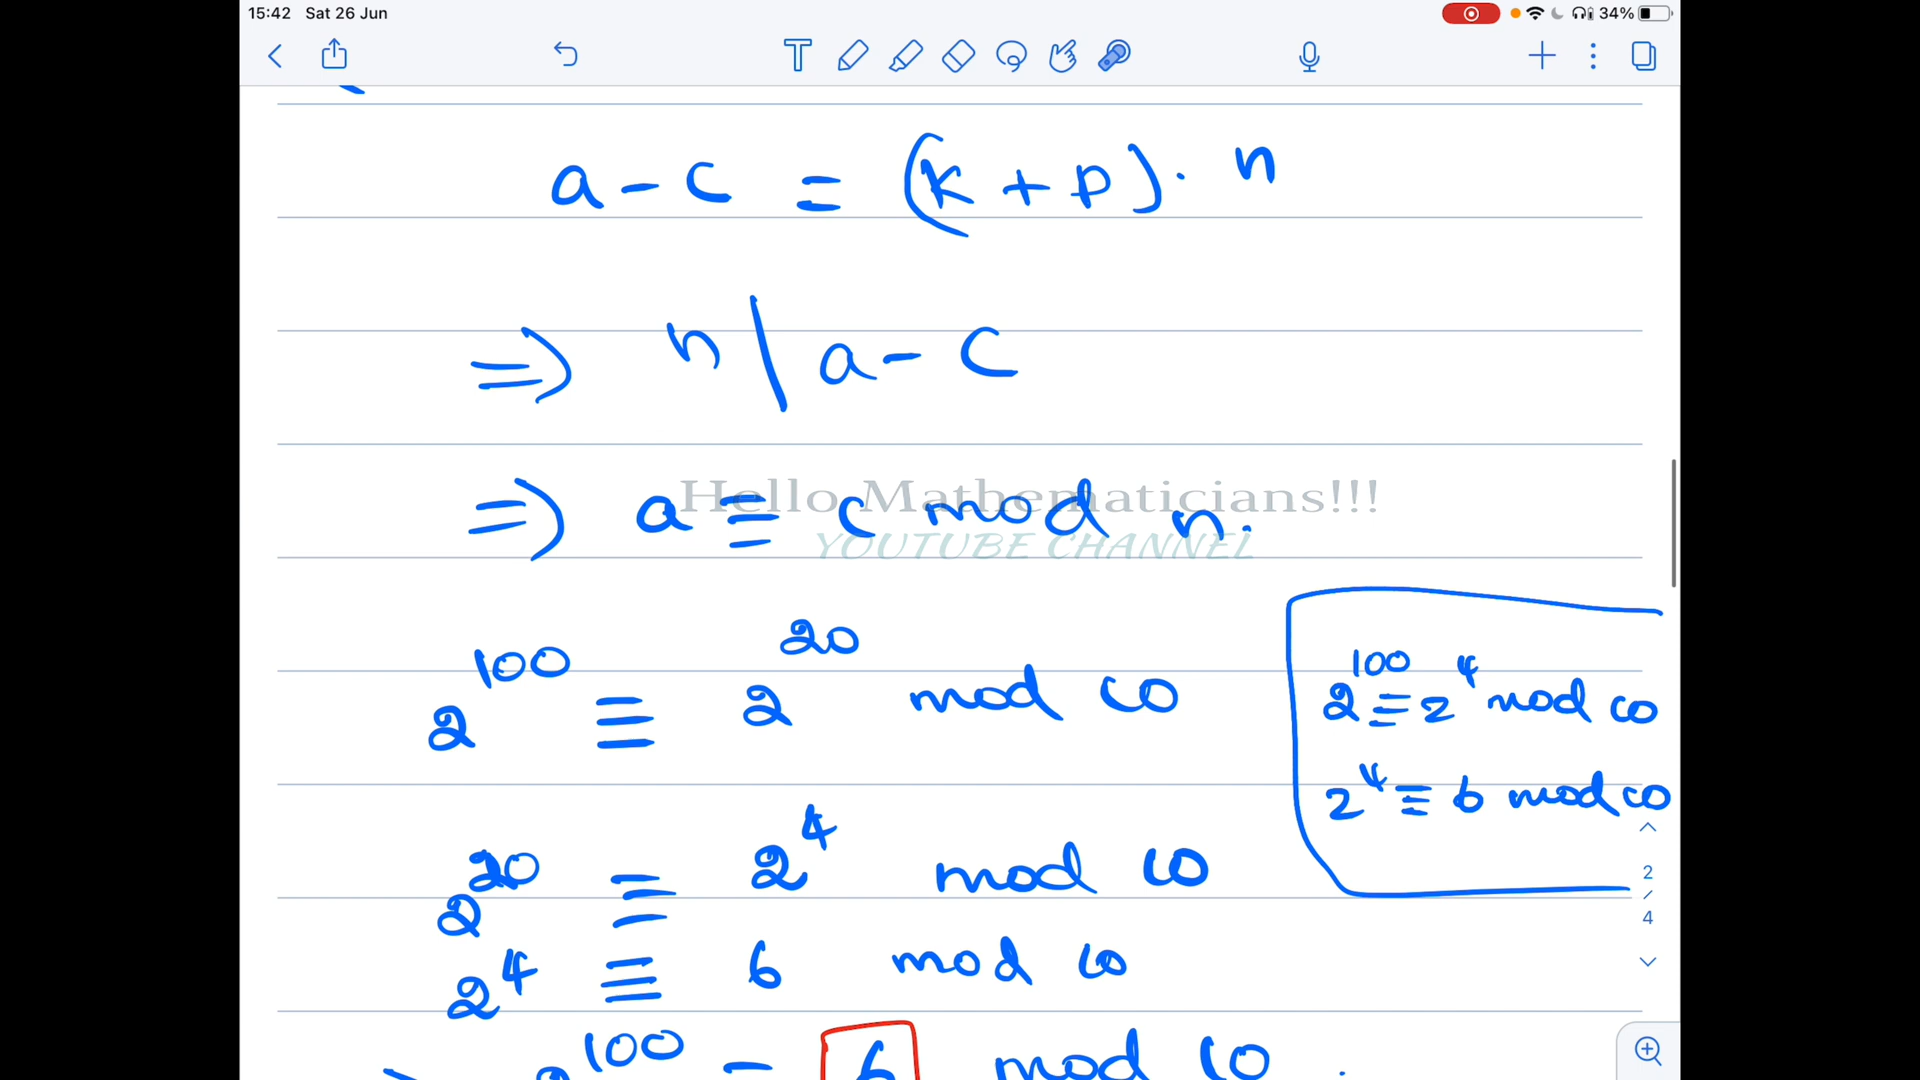 15:42 Sat 26 Jun 34%
a - c = (k + p) . n
⇒ n | a - c
⇒ a ≡ c mod n.
Hello Mathematicians!!!
YOUTUBE CHANNEL
2^100 ≡ 2^20 mod 10
2^20 ≡ 2^4 mod 10
2^4 ≡ 6 mod 10
2^100 ≡ 2^4 mod 10
2^4 ≡ 6 mod 10
2
/
4
2^100 - 6 mod 10.